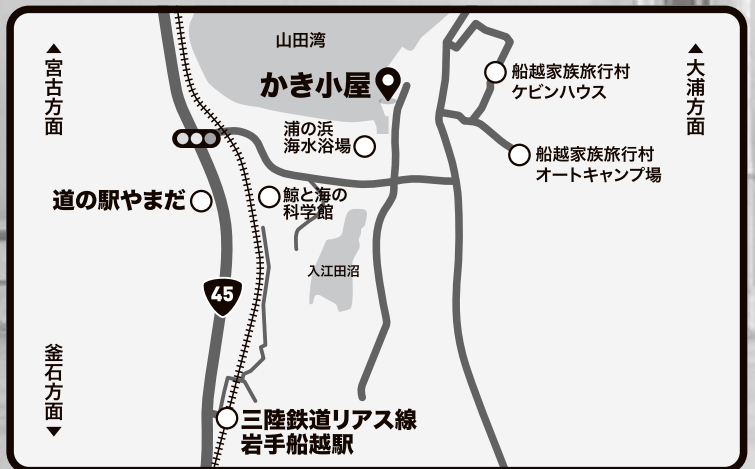 山田湾
宮古方面
大浦方面
かき小屋
船越家族旅行村
ケビンハウス
浦の浜
海水浴場
船越家族旅行村
オートキャンプ場
道の駅やまだ
鯨と海の
科学館
入江田沼
45
釜石方面
三陸鉄道リアス線
岩手船越駅